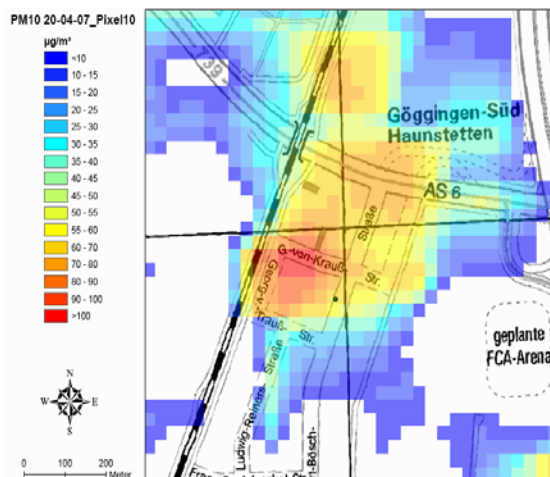 PM10 20-04-07_Pixel10
µg/m³
<10
10 - 15
15 - 20
20 - 25
25 - 30
30 - 35
35 - 40
40 - 45
45 - 50
50 - 55
55 - 60
60 - 70
70 - 80
80 - 90
90 - 100
>100
N
W E
S
0 100 200
Meter
739
Göggingen-Süd
Haunstetten
AS 6
Straße
G-von-Krauß-
Str.
Georg-v.-
Krauß-
Str.
Ludwig-Reiners-Straße
-Bösch-
geplante
FCA-Arena